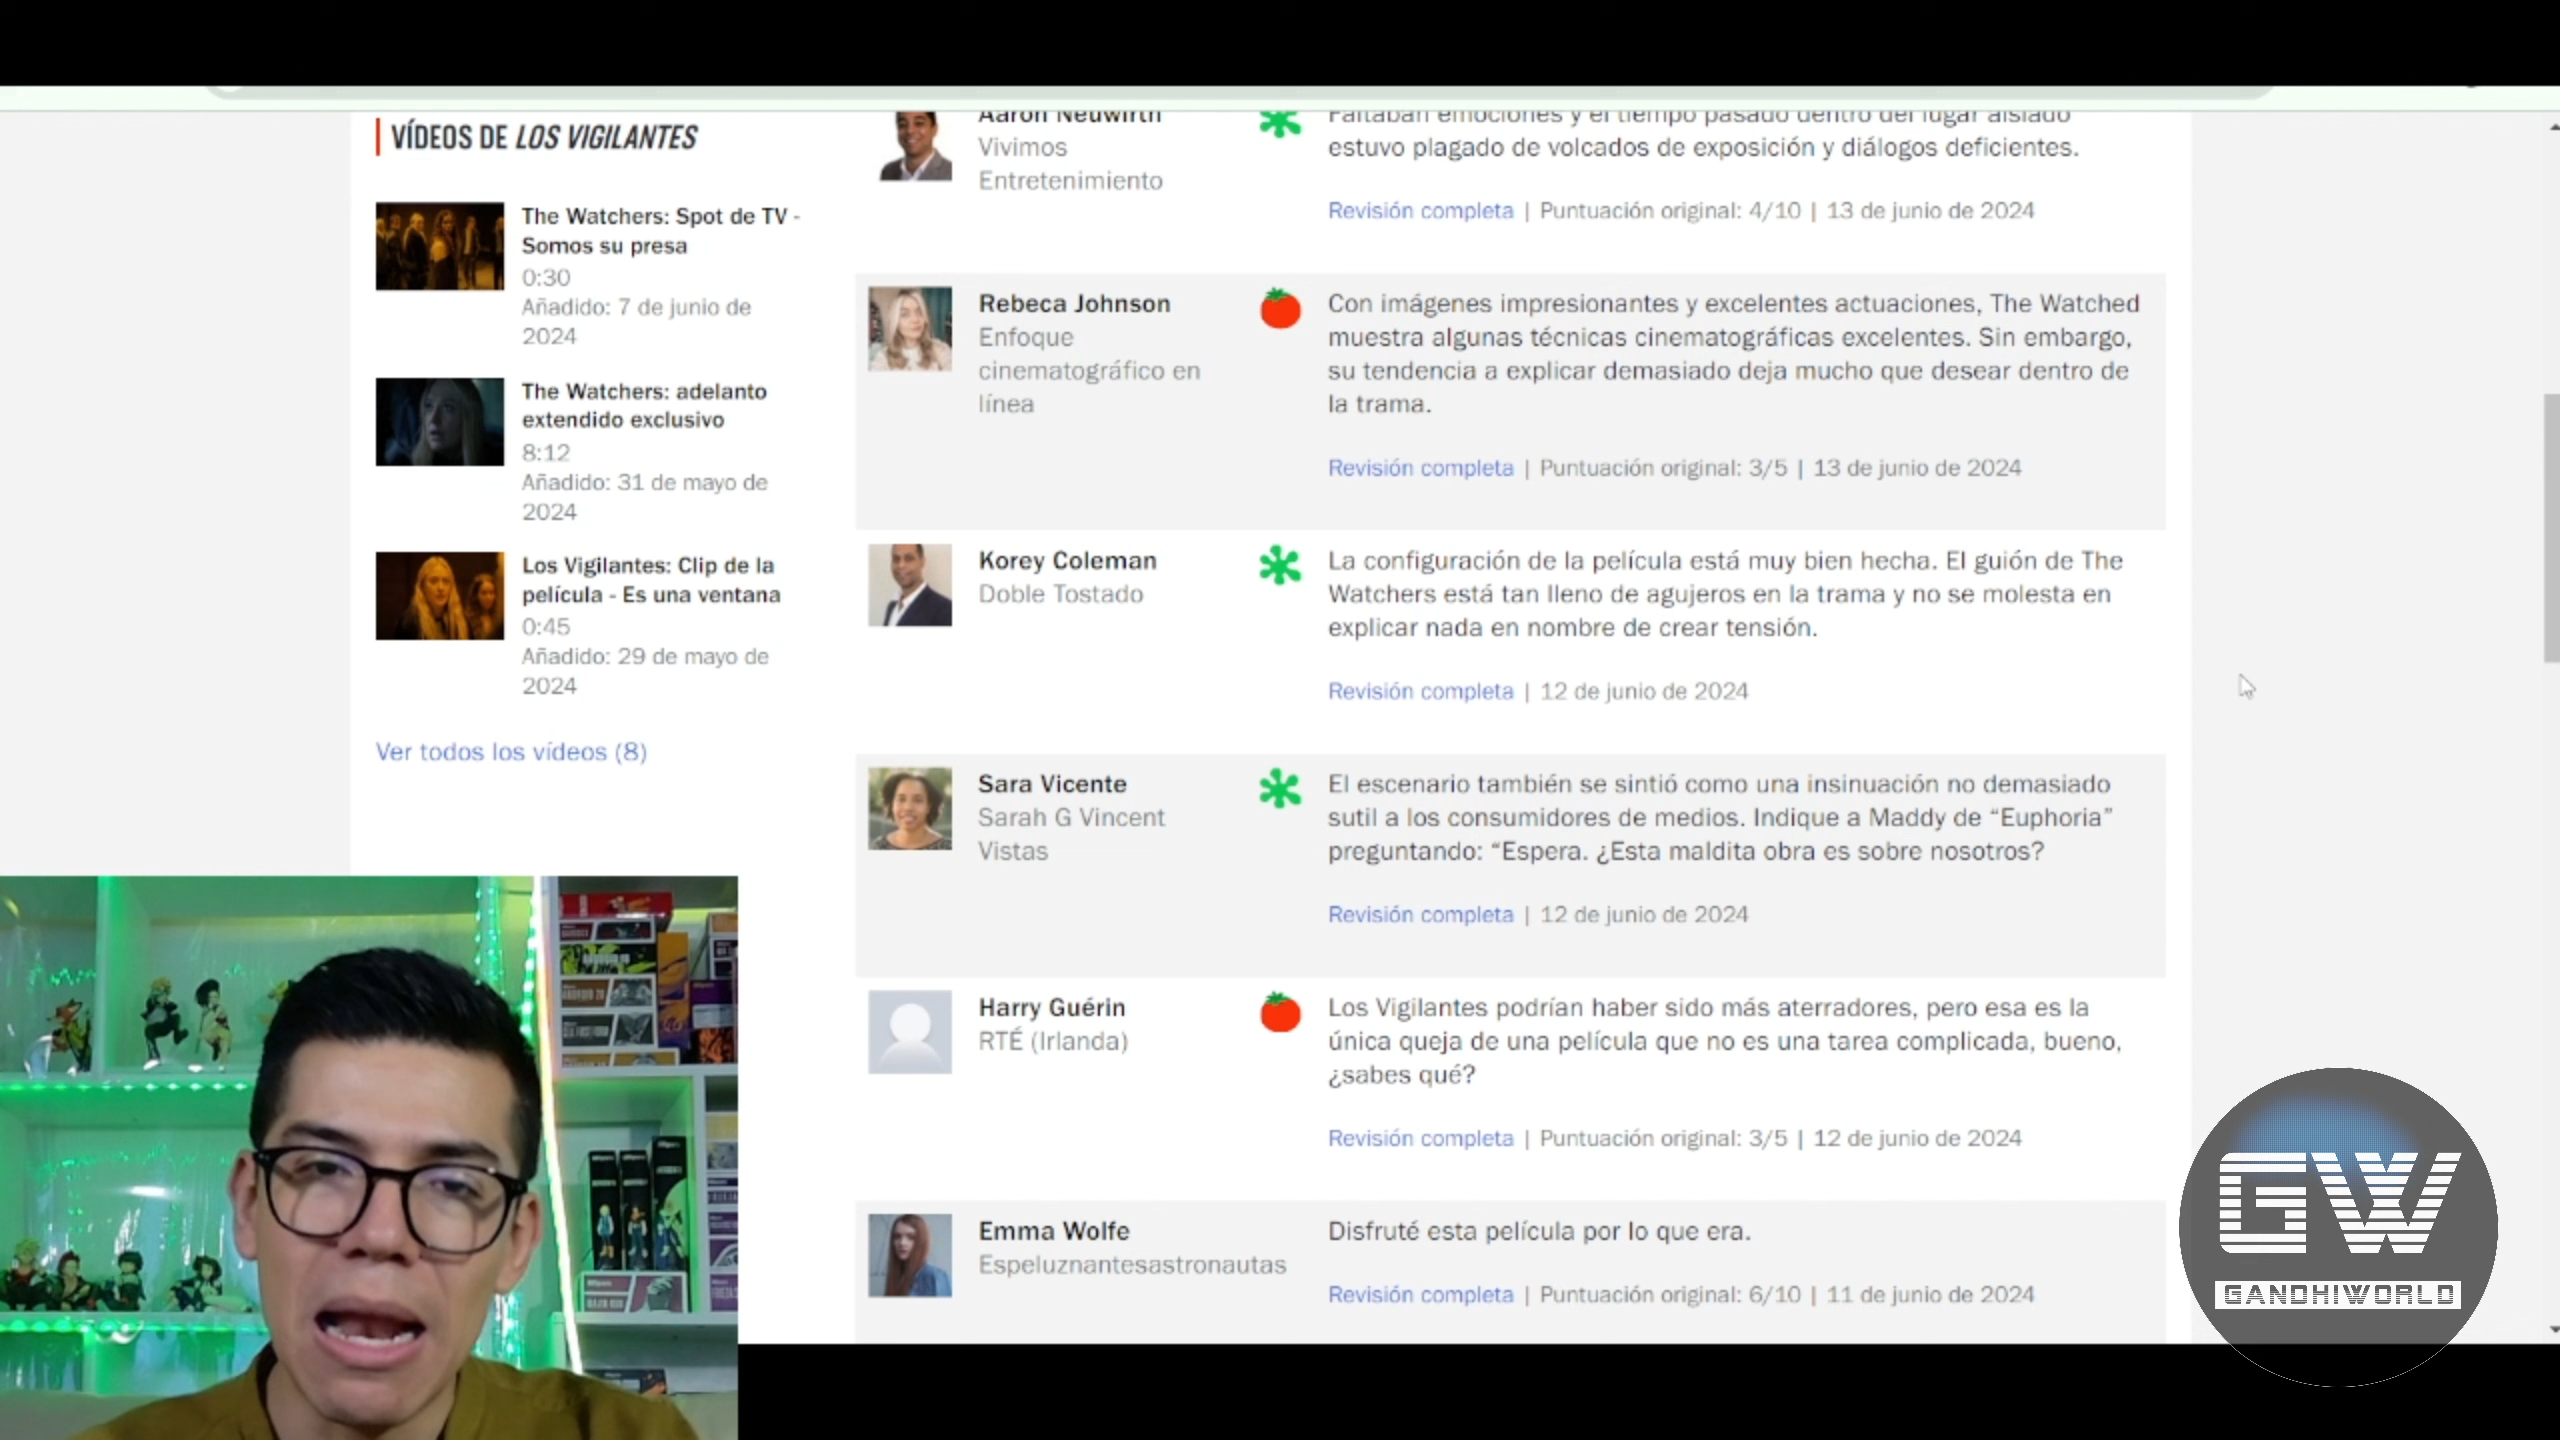 VÍDEOS DE LOS VIGILANTES
The Watchers: Spot de TV -
Somos su presa
0:30
Añadido: 7 de junio de
2024
The Watchers: adelanto
extendido exclusivo
8:12
Añadido: 31 de mayo de
2024
Los Vigilantes: Clip de la
película - Es una ventana
0:45
Añadido: 29 de mayo de
2024
Ver todos los vídeos (8)
Aaron Neuwirth
Vivimos
Entretenimiento
Faltaban emociones y el tiempo pasado dentro del lugar aislado
estuvo plagado de volcados de exposición y diálogos deficientes.
Revisión completa | Puntuación original: 4/10 | 13 de junio de 2024
Rebeca Johnson
Enfoque
cinematográfico en
línea
Con imágenes impresionantes y excelentes actuaciones, The Watched
muestra algunas técnicas cinematográficas excelentes. Sin embargo,
su tendencia a explicar demasiado deja mucho que desear dentro de
la trama.
Revisión completa | Puntuación original: 3/5 | 13 de junio de 2024
Korey Coleman
Doble Tostado
La configuración de la película está muy bien hecha. El guión de The
Watchers está tan lleno de agujeros en la trama y no se molesta en
explicar nada en nombre de crear tensión.
Revisión completa | 12 de junio de 2024
Sara Vicente
Sarah G Vincent
Vistas
El escenario también se sintió como una insinuación no demasiado
sutil a los consumidores de medios. Indique a Maddy de “Euphoria”
preguntando: “Espera. ¿Esta maldita obra es sobre nosotros?
Revisión completa | 12 de junio de 2024
Harry Guérin
RTÉ (Irlanda)
Los Vigilantes podrían haber sido más aterradores, pero esa es la
única queja de una película que no es una tarea complicada, bueno,
¿sabes qué?
Revisión completa | Puntuación original: 3/5 | 12 de junio de 2024
Emma Wolfe
Espeluznantesastronautas
Disfruté esta película por lo que era.
Revisión completa | Puntuación original: 6/10 | 11 de junio de 2024
GW
GANDHIWORLD